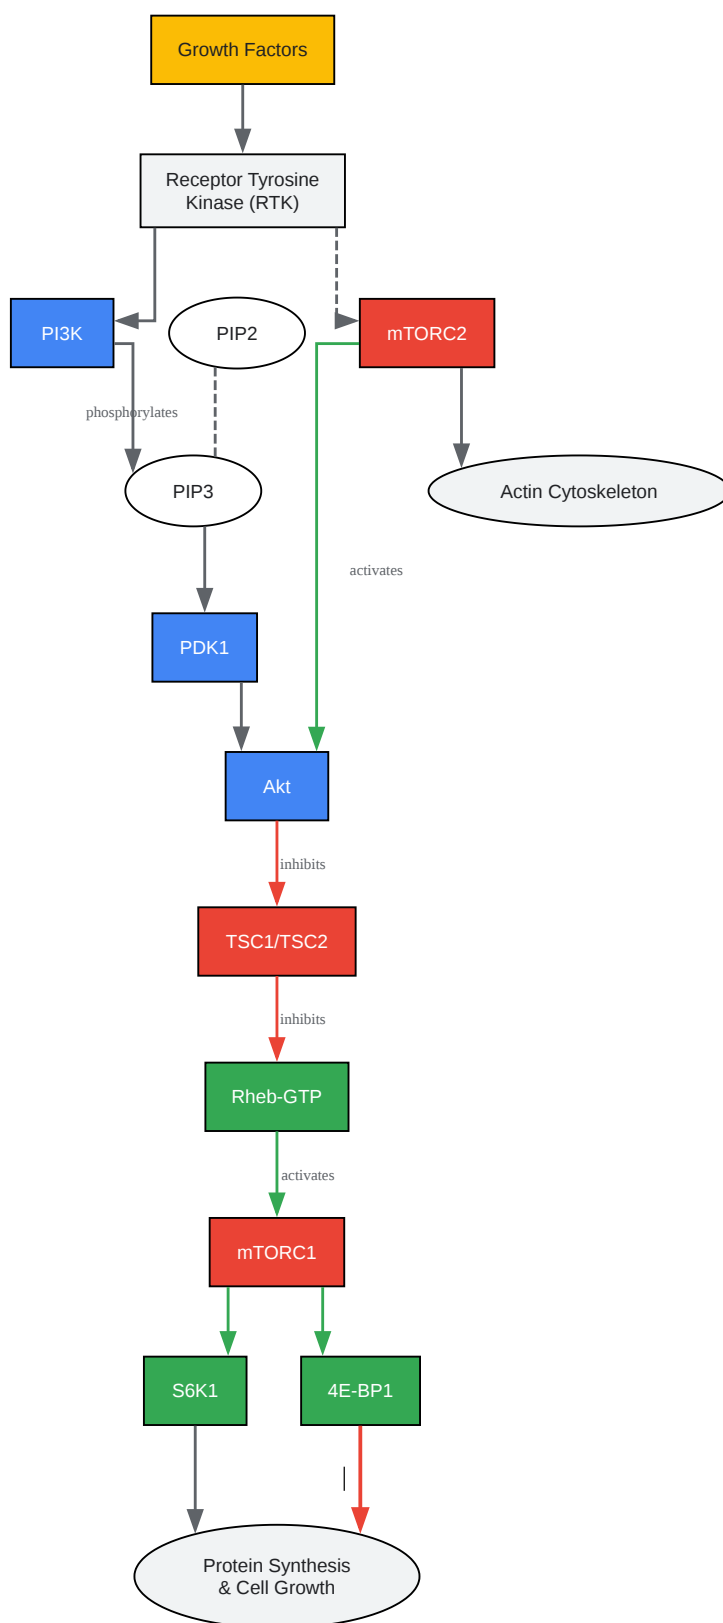 Growth Factors
Receptor Tyrosine
Kinase (RTK)
PI3K
PIP2
mTORC2
phosphorylates
PIP3
Actin Cytoskeleton
activates
PDK1
Akt
inhibits
TSC1/TSC2
inhibits
Rheb-GTP
activates
mTORC1
S6K1
4E-BP1
|
Protein Synthesis
& Cell Growth